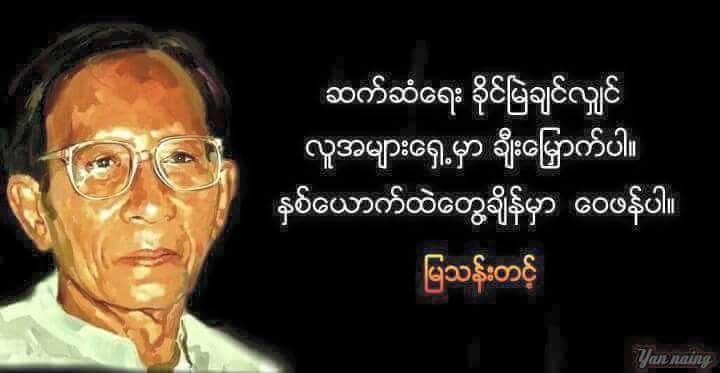 ဆက်ဆံရေး ခိုင်မြဲချင်လျှင်
လူအများရှေ့မှာ ချီးမြှောက်ပါ။
နှစ်ယောက်ထဲတွေ့ချိန်မှာ ဝေဖန်ပါ။
မြသန်းတင့်
Yan naing